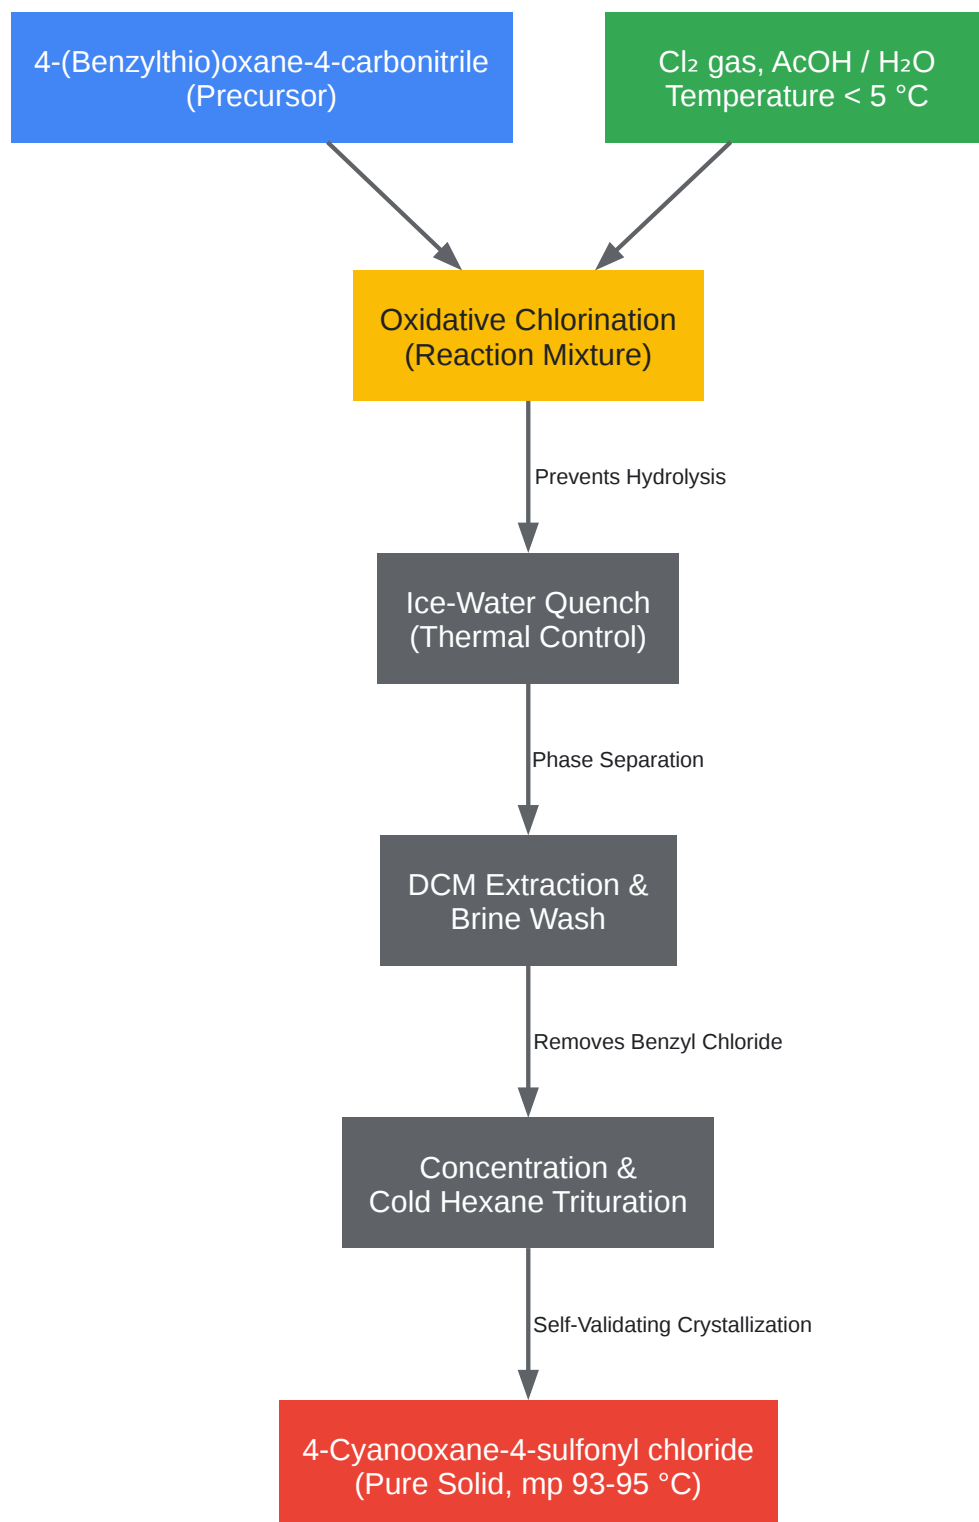 4-(Benzylthio)oxane-4-carbonitrile
(Precursor)
Cl₂ gas, AcOH / H₂O
Temperature < 5 °C
Oxidative Chlorination
(Reaction Mixture)
Prevents Hydrolysis
Ice-Water Quench
(Thermal Control)
Phase Separation
DCM Extraction &
Brine Wash
Removes Benzyl Chloride
Concentration &
Cold Hexane Trituration
Self-Validating Crystallization
4-Cyanooxane-4-sulfonyl chloride
(Pure Solid, mp 93-95 °C)